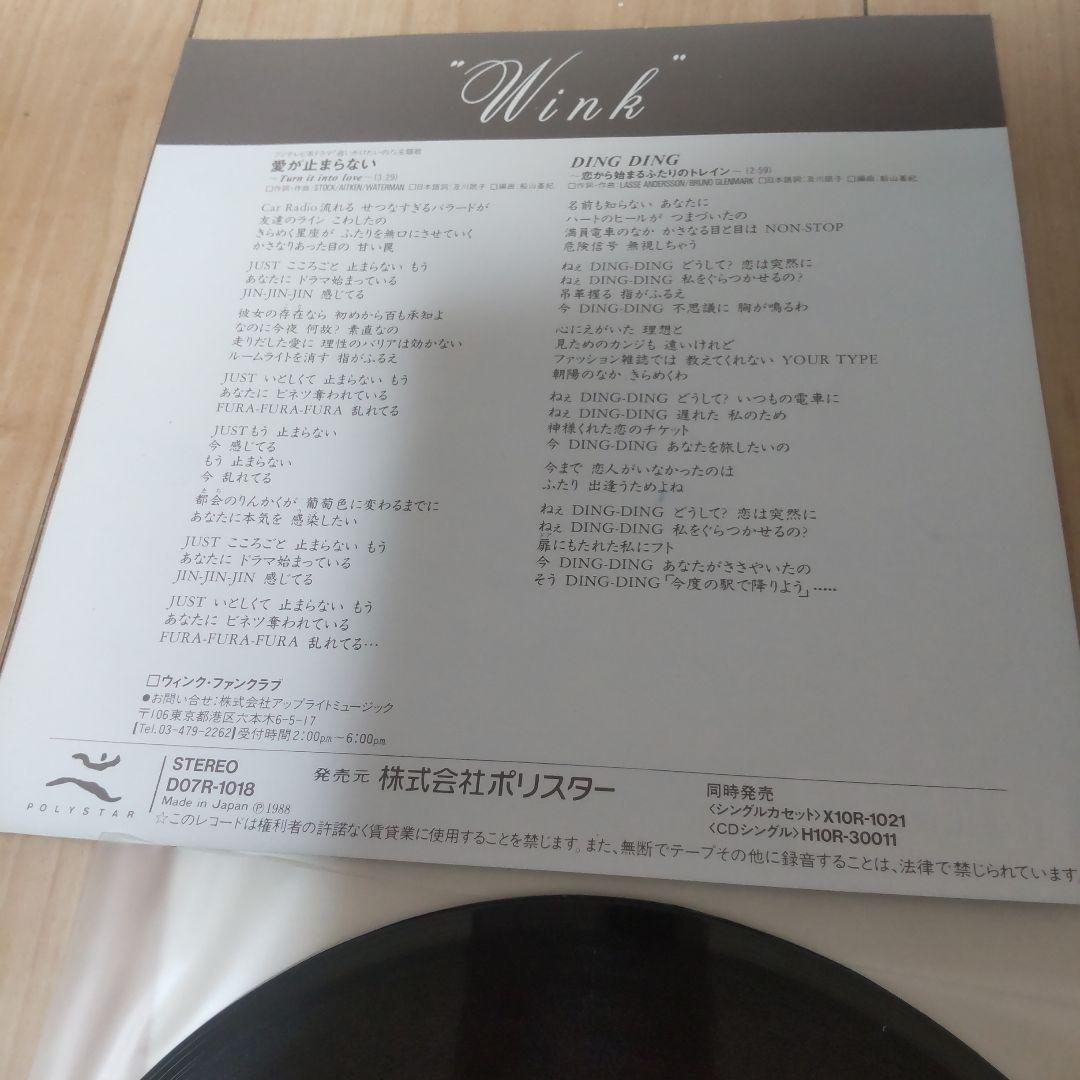 "Wink"
フジテレビ系ドラマ「追いかけたいの!」主題歌
愛が止まらない
〜Turn it into love〜(3:29)
□作詞・作曲:STOCK/AITKEN/WATERMAN □日本語詞:及川眠子 □編曲:船山基紀
Car Radio流れる せつなすぎるバラードが
友達のライン こわしたの
きらめく星座が ふたりを無口にさせていく
かさなりあった目の 甘い罠
JUST こころごと 止まらない もう
あなたに ドラマ始まっている
JIN-JIN-JIN 感じてる
彼女の存在なら 初めから百も承知よ
なのに今夜 何故? 素直なの
走りだした愛に 理性のバリアは効かない
ルームライトを消す 指がふるえ
JUST いとしくて 止まらない もう
あなたに ビネツ奪われている
FURA-FURA-FURA 乱れてる
JUSTもう 止まらない
今 感じてる
もう 止まらない
今 乱れてる
都会のりんかくが 葡萄色に変わるまでに
あなたに本気を 感染したい
JUST こころごと 止まらない もう
あなたに ドラマ始まっている
JIN-JIN-JIN 感じてる
JUST いとしくて 止まらない もう
あなたに ビネツ奪われている
FURA-FURA-FURA 乱れてる…
DING DING
〜恋から始まるふたりのトレイン〜(2:59)
□作詞・作曲:LASSE ANDERSSON/BRUNO GLENMARK □日本語詞:及川眠子 □編曲:船山基紀
名前も知らない あなたに
ハートのヒールが つまづいたの
満員電車のなか かさなる目と目は NON-STOP
危険信号 無視しちゃう
ねぇ DING-DING どうして? 恋は突然に
ねぇ DING-DING 私をぐらつかせるの?
吊革握る 指がふるえ
今 DING-DING 不思議に 胸が鳴るわ
心にえがいた 理想と
見ためのカンジも 違いけれど
ファッション雑誌では 教えてくれない YOUR TYPE
朝陽のなか きらめくわ
ねぇ DING-DING どうして? いつもの電車に
ねぇ DING-DING 遅れた 私のため
神様くれた恋のチケット
今 DING-DING あなたを旅したいの
今まで 恋人がいなかったのは
ふたり 出逢うためよね
ねぇ DING-DING どうして? 恋は突然に
ねぇ DING-DING 私をぐらつかせるの?
扉にもたれた私にフト
今 DING-DING あなたがささやいたの
そう DING-DING「今度の駅で降りよう」……
□ウィンク・ファンクラブ
●お問い合せ:株式会社アップライトミュージック
〒106東京都港区六本木6-5-17
【Tel.03-479-2262】受付時間2:00pm〜6:00pm
POLYSTAR
STEREO
D07R-1018
Made in Japan Ⓟ1988
発売元 株式会社ポリスター
同時発売
〈シングルカセット〉X10R-1021
〈CDシングル〉H10R-30011
☆このレコードは権利者の許諾なく賃貸業に使用することを禁じます。また、無断でテープその他に録音することは、法律で禁じられています。